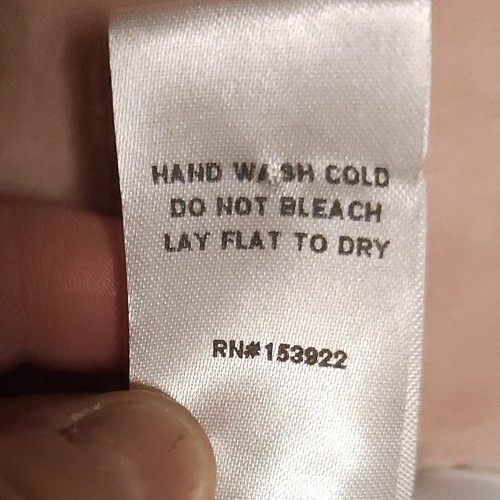 HAND WASH COLD
DO NOT BLEACH
LAY FLAT TO DRY
RN#153922